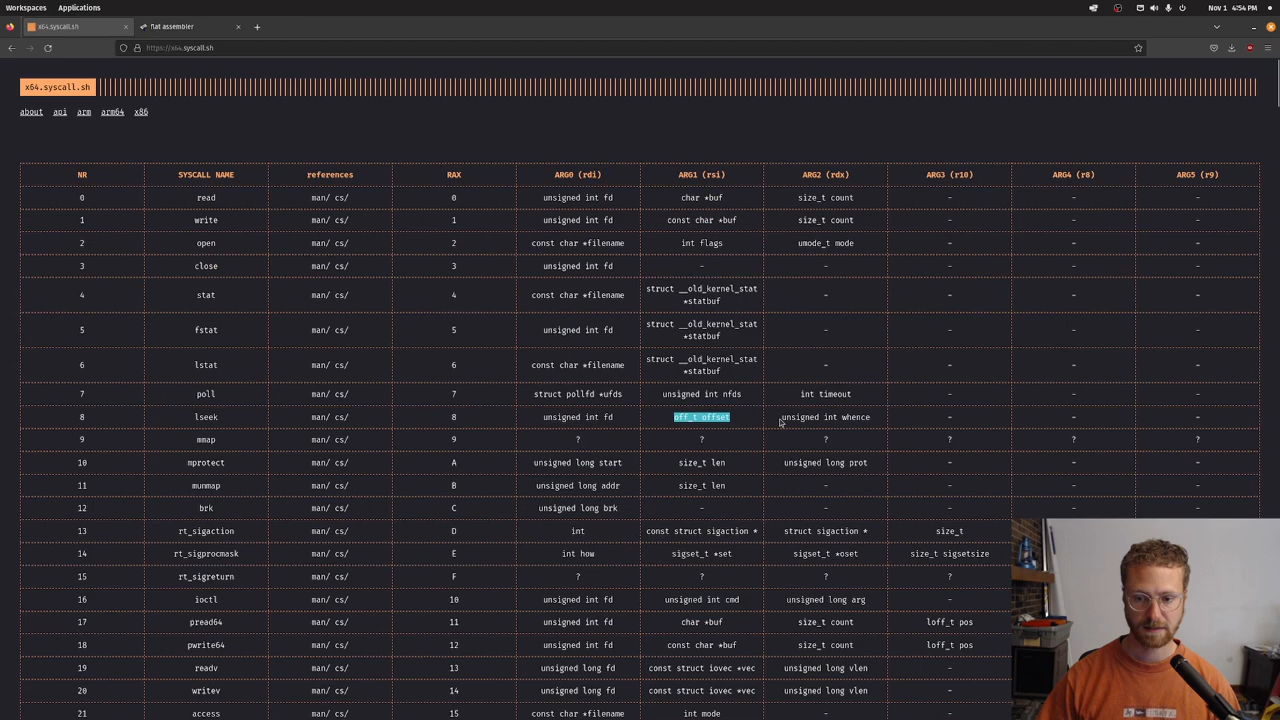 Workspaces Applications Nov 1 4:54 PM
x64.syscall.sh × flat assembler × +
https://x64.syscall.sh
x64.syscall.sh
about api arm arm64 x86
NR SYSCALL NAME references RAX ARG0 (rdi) ARG1 (rsi) ARG2 (rdx) ARG3 (r10) ARG4 (r8) ARG5 (r9)
0 read man/ cs/ 0 unsigned int fd char *buf size_t count - - -
1 write man/ cs/ 1 unsigned int fd const char *buf size_t count - - -
2 open man/ cs/ 2 const char *filename int flags umode_t mode - - -
3 close man/ cs/ 3 unsigned int fd - - - - -
4 stat man/ cs/ 4 const char *filename struct __old_kernel_stat *statbuf - - - -
5 fstat man/ cs/ 5 unsigned int fd struct __old_kernel_stat *statbuf - - - -
6 lstat man/ cs/ 6 const char *filename struct __old_kernel_stat *statbuf - - - -
7 poll man/ cs/ 7 struct pollfd *ufds unsigned int nfds int timeout - - -
8 lseek man/ cs/ 8 unsigned int fd off_t offset unsigned int whence - - -
9 mmap man/ cs/ 9 ? ? ? ? ? ?
10 mprotect man/ cs/ A unsigned long start size_t len unsigned long prot - - -
11 munmap man/ cs/ B unsigned long addr size_t len - - - -
12 brk man/ cs/ C unsigned long brk - - - - -
13 rt_sigaction man/ cs/ D int const struct sigaction * struct sigaction * size_t
14 rt_sigprocmask man/ cs/ E int how sigset_t *set sigset_t *oset size_t sigsetsize
15 rt_sigreturn man/ cs/ F ? ? ? ?
16 ioctl man/ cs/ 10 unsigned int fd unsigned int cmd unsigned long arg -
17 pread64 man/ cs/ 11 unsigned int fd char *buf size_t count loff_t pos
18 pwrite64 man/ cs/ 12 unsigned int fd const char *buf size_t count loff_t pos
19 readv man/ cs/ 13 unsigned long fd const struct iovec *vec unsigned long vlen -
20 writev man/ cs/ 14 unsigned long fd const struct iovec *vec unsigned long vlen -
21 access man/ cs/ 15 const char *filename int mode - -